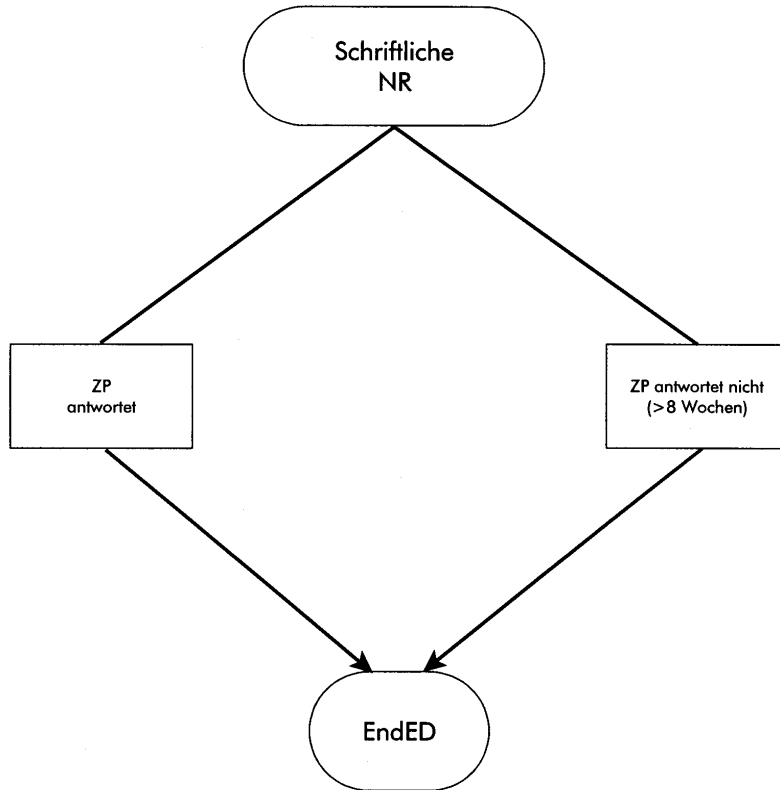 Schriftliche
NR
ZP
antwortet
ZP antwortet nicht
(>8 Wochen)
EndED